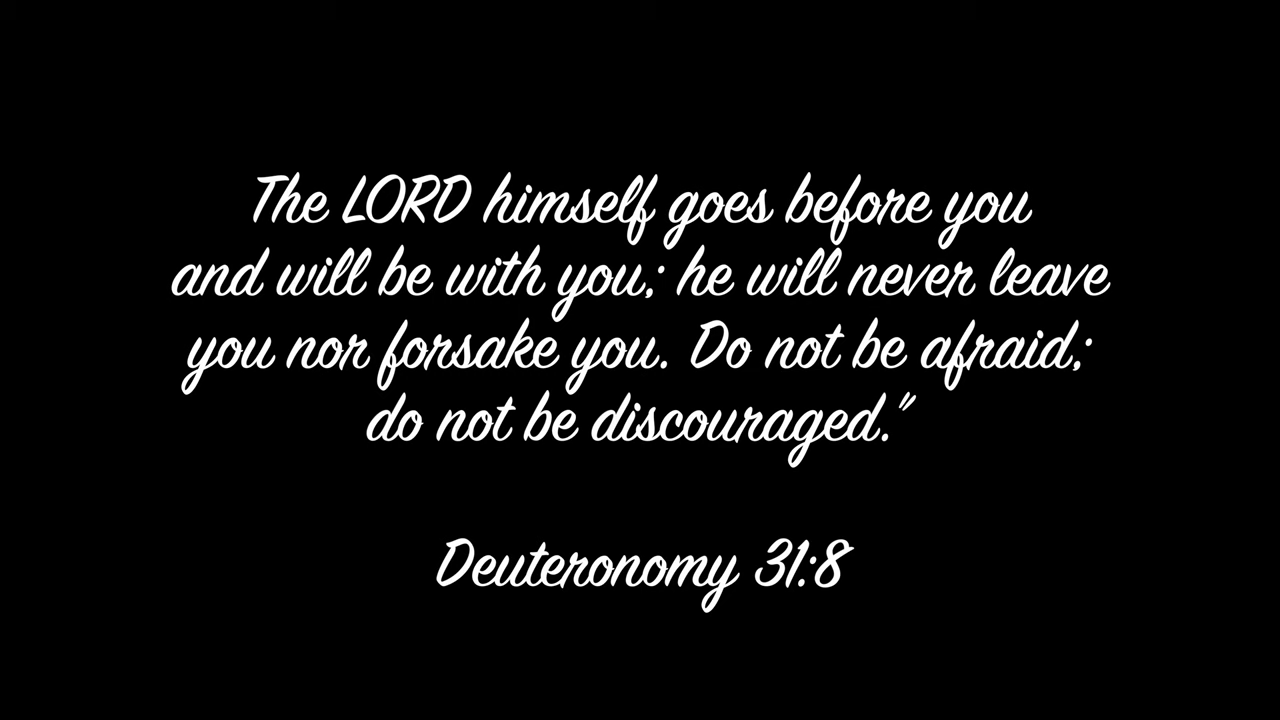 The LORD himself goes before you
and will be with you; he will never leave
you nor forsake you. Do not be afraid;
do not be discouraged."
Deuteronomy 31:8